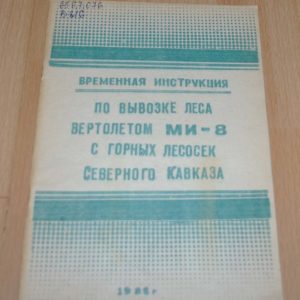 ВРЕМЕННАЯ ИНСТРУКЦИЯ
ПО ВЫВОЗКЕ ЛЕСА
ВЕРТОЛЕТОМ МИ-8
С ГОРНЫХ ЛЕСОСЕК
СЕВЕРНОГО КАВКАЗА